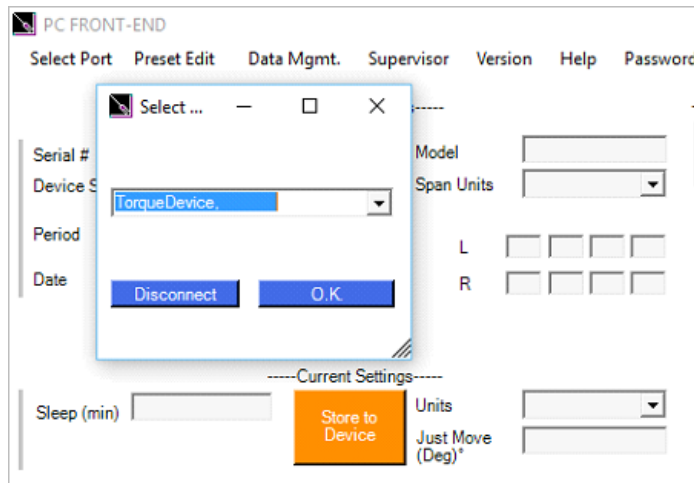 PC FRONT-END
Select Port Preset Edit Data Mgmt. Supervisor Version Help Password
Select ...
Serial # Model
Device S Span Units
TorqueDevice,
Period L
Date R
Disconnect O.K.
-----Current Settings-----
Sleep (min) Store to Device Units
Just Move (Deg)°